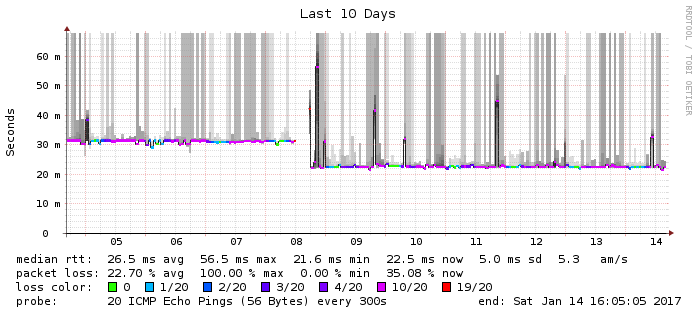 Last 10 Days
RRDTOOL / TOBI OETIKER
Seconds
60 m
50 m
40 m
30 m
20 m
10 m
0
05 06 07 08 09 10 11 12 13 14
median rtt: 26.5 ms avg 56.5 ms max 21.6 ms min 22.5 ms now 5.0 ms sd 5.3 am/s
packet loss: 22.70 % avg 100.00 % max 0.00 % min 35.08 % now
loss color: 0 1/20 2/20 3/20 4/20 10/20 19/20
probe: 20 ICMP Echo Pings (56 Bytes) every 300s end: Sat Jan 14 16:05:05 2017